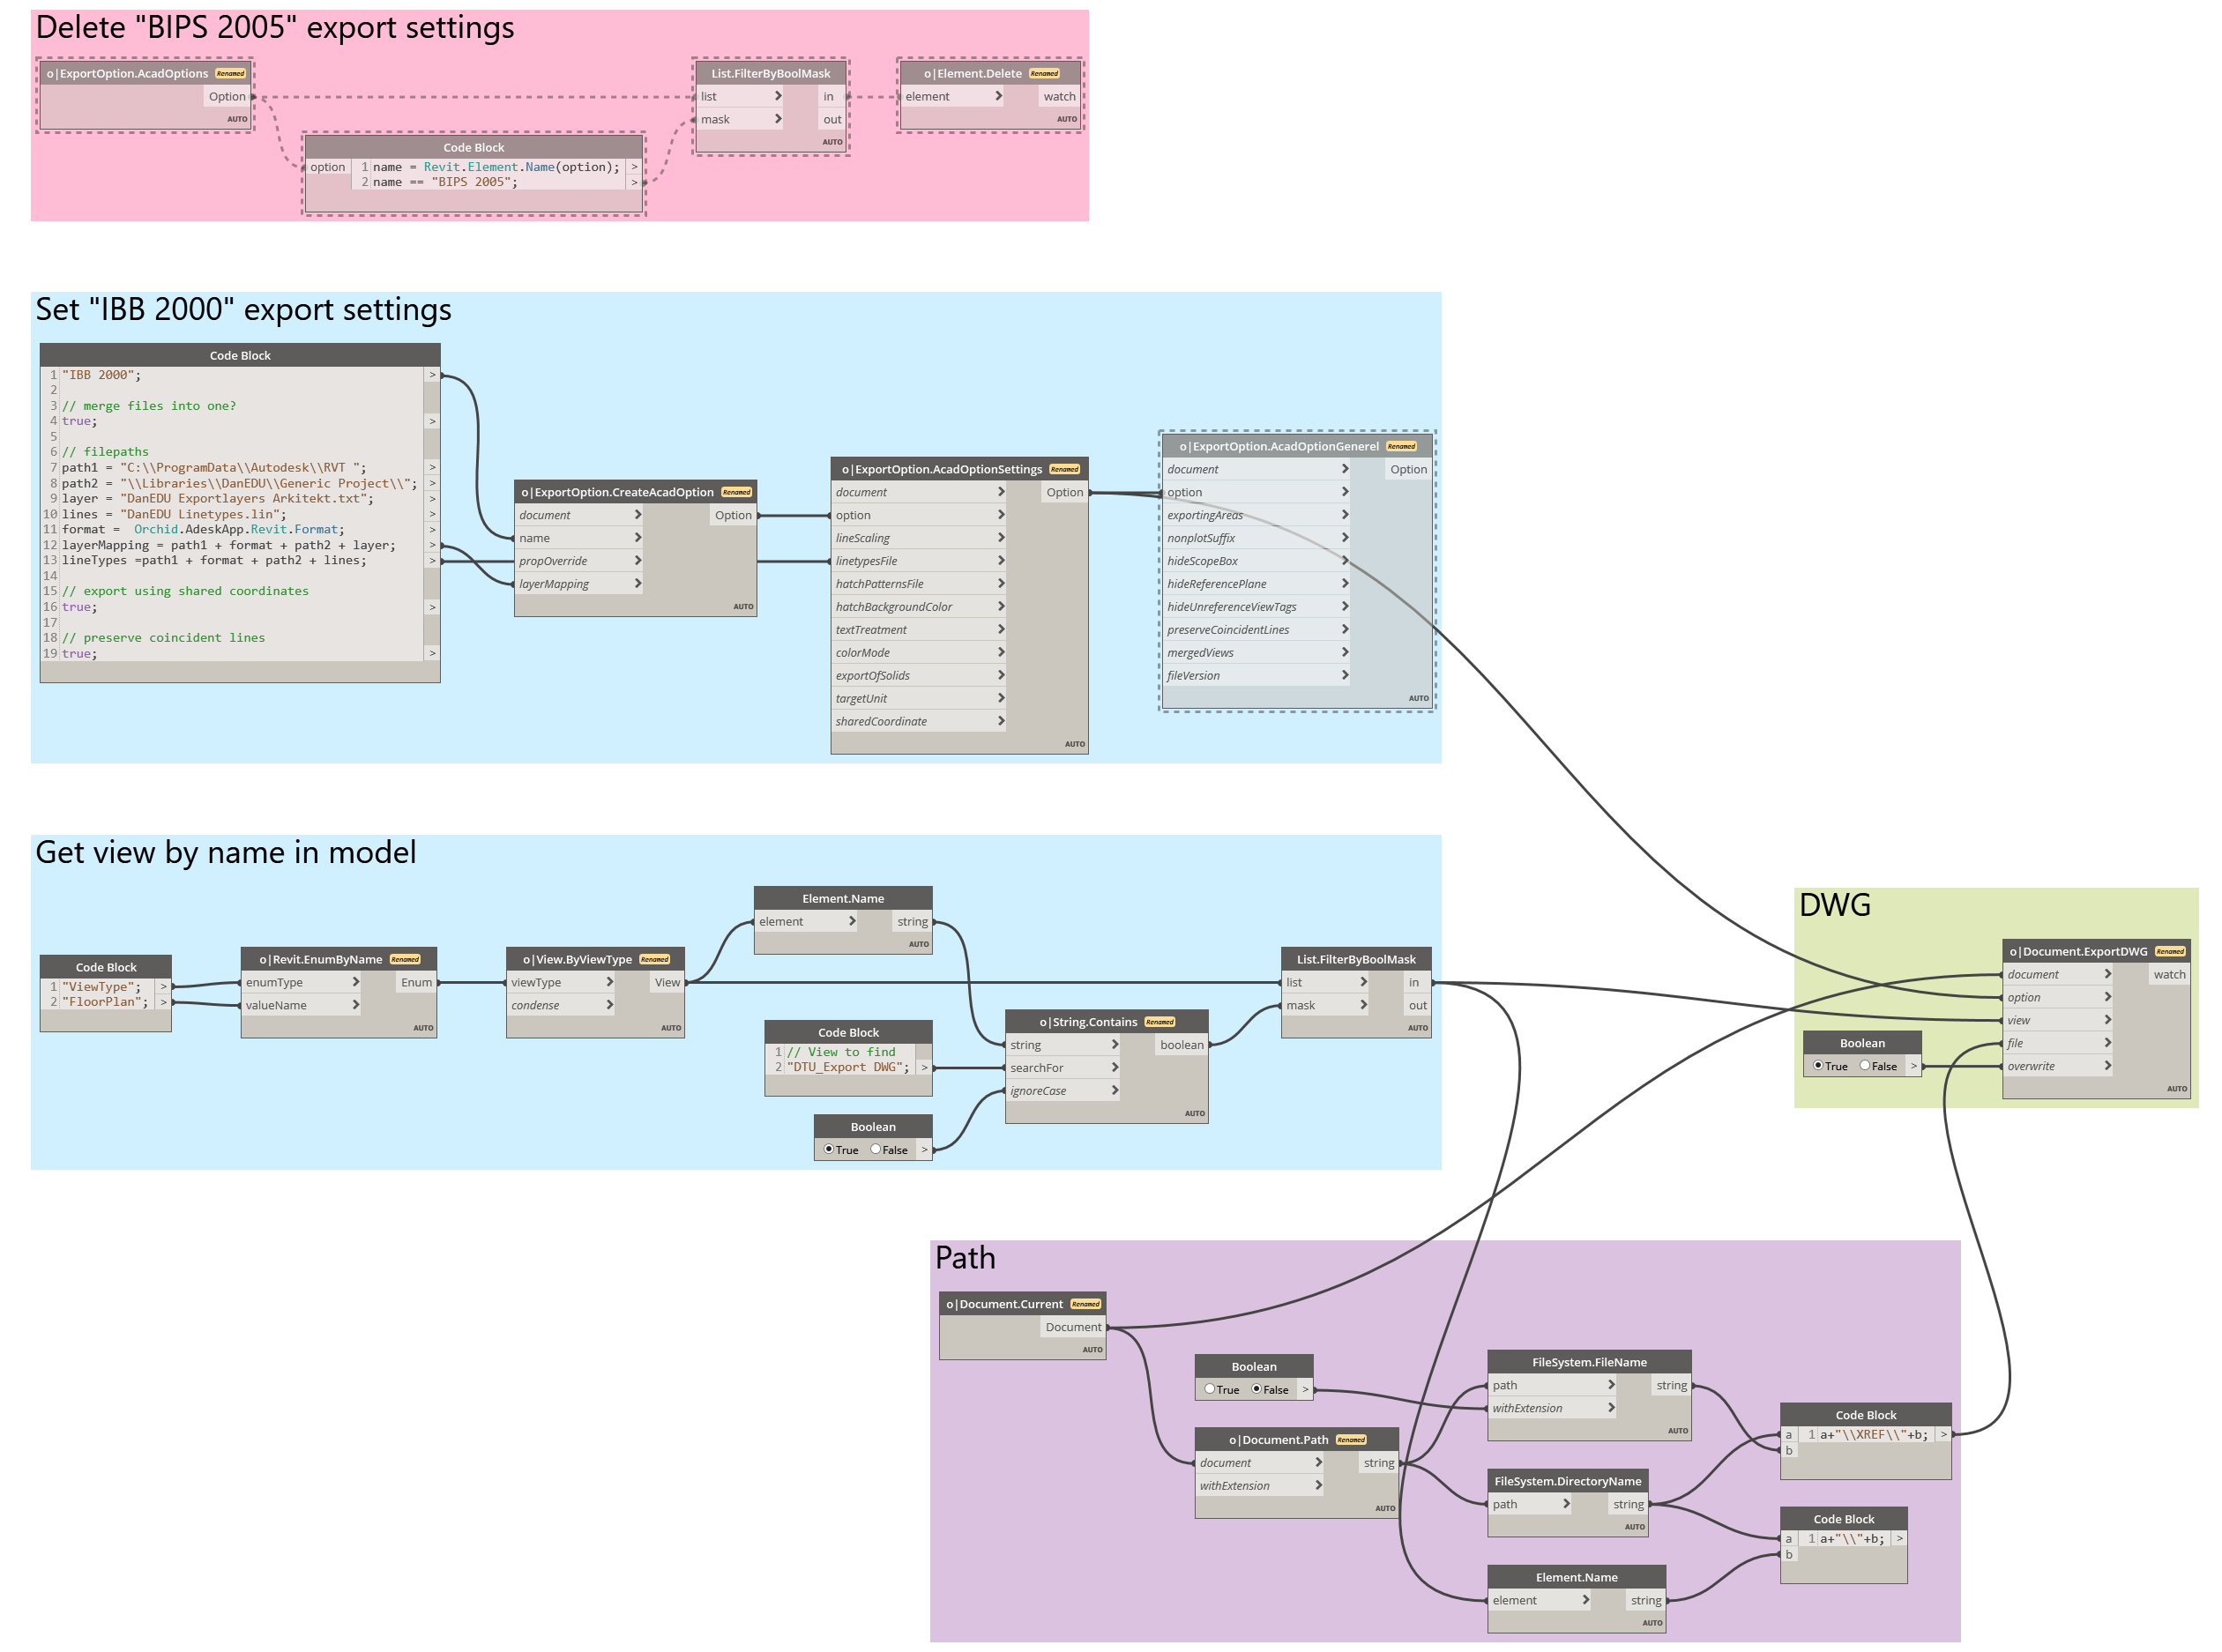 Delete "BIPS 2005" export settings
o|ExportOption.AcadOptions Renamed
Option
AUTO
Code Block
option 1 name = Revit.Element.Name(option); >
2 name == "BIPS 2005"; >
List.FilterByBoolMask
list > in
mask > out
AUTO
o|Element.Delete Renamed
element > watch
AUTO
Set "IBB 2000" export settings
Code Block
1 "IBB 2000"; >
2
3 // merge files into one?
4 true; >
5
6 // filepaths
7 path1 = "C:\\ProgramData\\Autodesk\\RVT "; >
8 path2 = "\\Libraries\\DanEDU\\Generic Project\\"; >
9 layer = "DanEDU Exportlayers Arkitekt.txt"; >
10 lines = "DanEDU Linetypes.lin"; >
11 format =  Orchid.AdeskApp.Revit.Format; >
12 layerMapping = path1 + format + path2 + layer; >
13 lineTypes =path1 + format + path2 + lines; >
14
15 // export using shared coordinates
16 true; >
17
18 // preserve coincident lines
19 true; >
o|ExportOption.CreateAcadOption Renamed
document > Option
name >
propOverride >
layerMapping >
AUTO
o|ExportOption.AcadOptionSettings Renamed
document > Option
option >
lineScaling >
linetypesFile >
hatchPatternsFile >
hatchBackgroundColor >
textTreatment >
colorMode >
exportOfSolids >
targetUnit >
sharedCoordinate >
AUTO
o|ExportOption.AcadOptionGenerel Renamed
document > Option
option >
exportingAreas >
nonplotSuffix >
hideScopeBox >
hideReferencePlane >
hideUnreferenceViewTags >
preserveCoincidentLines >
mergedViews >
fileVersion >
AUTO
Get view by name in model
Code Block
1 "ViewType"; >
2 "FloorPlan"; >
o|Revit.EnumByName Renamed
enumType > Enum
valueName >
AUTO
o|View.ByViewType Renamed
viewType > View
condense >
AUTO
Element.Name
element > string
AUTO
Code Block
1 // View to find
2 "DTU_Export DWG"; >
Boolean
True False >
o|String.Contains Renamed
string > boolean
searchFor >
ignoreCase >
AUTO
List.FilterByBoolMask
list > in
mask > out
AUTO
DWG
Boolean
True False >
o|Document.ExportDWG Renamed
document > watch
option >
view >
file >
overwrite >
AUTO
Path
o|Document.Current Renamed
Document
AUTO
Boolean
True False >
o|Document.Path Renamed
document > string
withExtension >
AUTO
FileSystem.FileName
path > string
withExtension >
AUTO
FileSystem.DirectoryName
path > string
AUTO
Element.Name
element > string
AUTO
Code Block
a 1 a+"\\XREF\\"+b; >
b
Code Block
a 1 a+"\\"+b; >
b